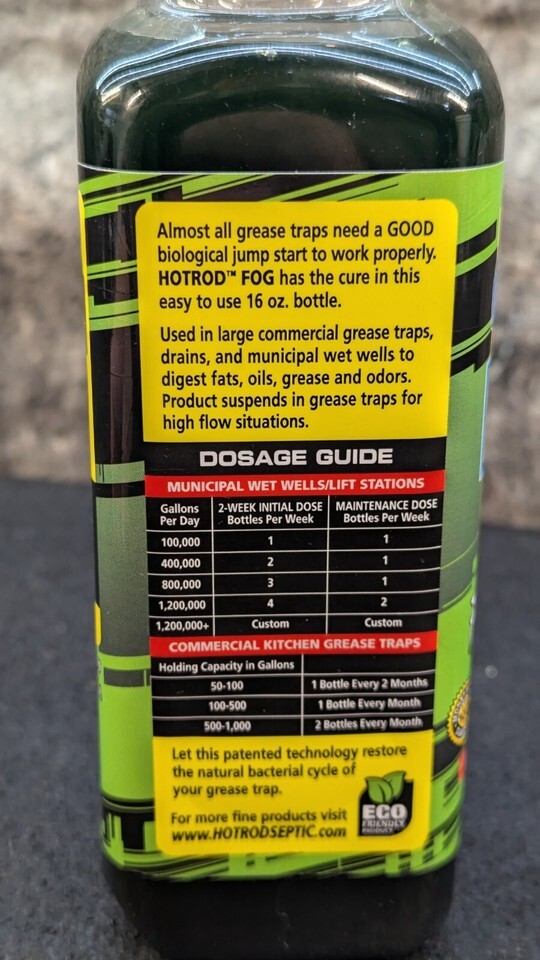 Almost all grease traps need a GOOD
biological jump start to work properly.
HOTROD™ FOG has the cure in this
easy to use 16 oz. bottle.
Used in large commercial grease traps,
drains, and municipal wet wells to
digest fats, oils, grease and odors.
Product suspends in grease traps for
high flow situations.
DOSAGE GUIDE
MUNICIPAL WET WELLS/LIFT STATIONS
Gallons Per Day 2-WEEK INITIAL DOSE Bottles Per Week MAINTENANCE DOSE Bottles Per Week
100,000 1 1
400,000 2 1
800,000 3 1
1,200,000 4 2
1,200,000+ Custom Custom
COMMERCIAL KITCHEN GREASE TRAPS
Holding Capacity in Gallons
50-100 1 Bottle Every 2 Months
100-500 1 Bottle Every Month
500-1,000 2 Bottles Every Month
Let this patented technology restore
the natural bacterial cycle of
your grease trap.
For more fine products visit
www.HOTRODSEPTIC.com
ECO
FRIENDLY
PRODUCT